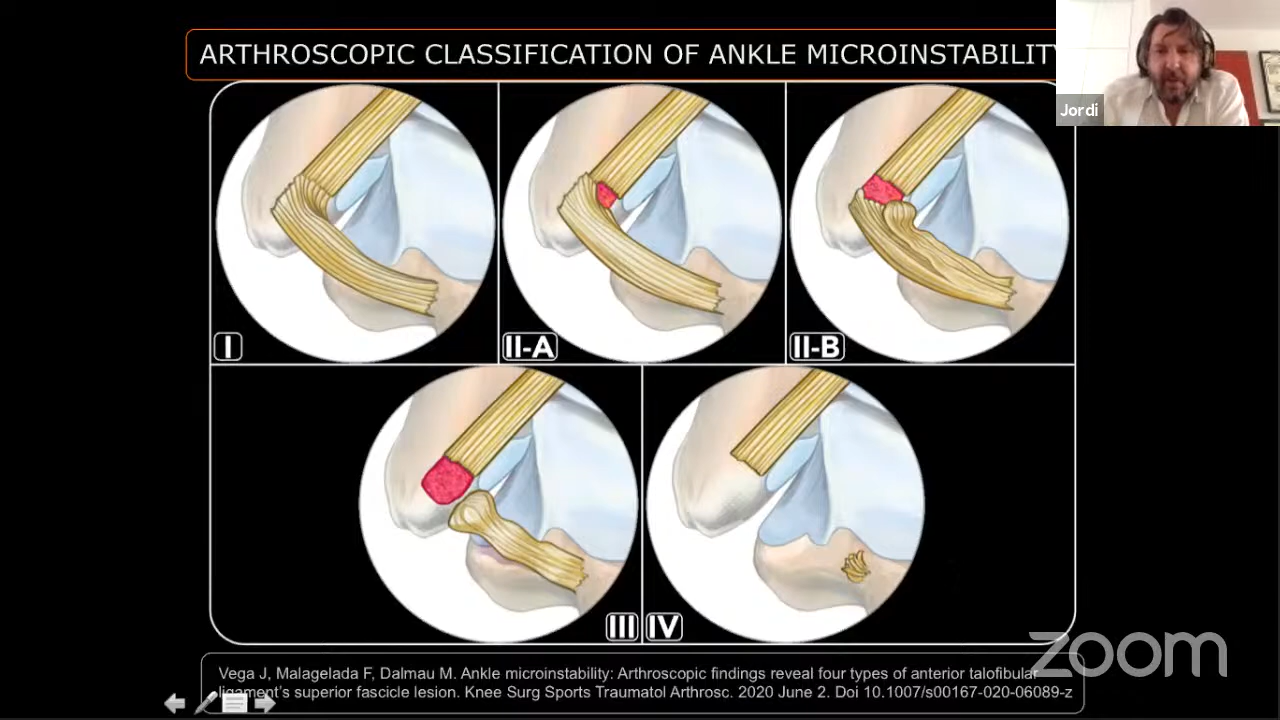 ARTHROSCOPIC CLASSIFICATION OF ANKLE MICROINSTABILITY
Jordi
I
II-A
II-B
III
IV
zoom
Vega J, Malagelada F, Dalmau M. Ankle microinstability: Arthroscopic findings reveal four types of anterior talofibular
ligament's superior fascicle lesion. Knee Surg Sports Traumatol Arthrosc. 2020 June 2. Doi 10.1007/s00167-020-06089-z